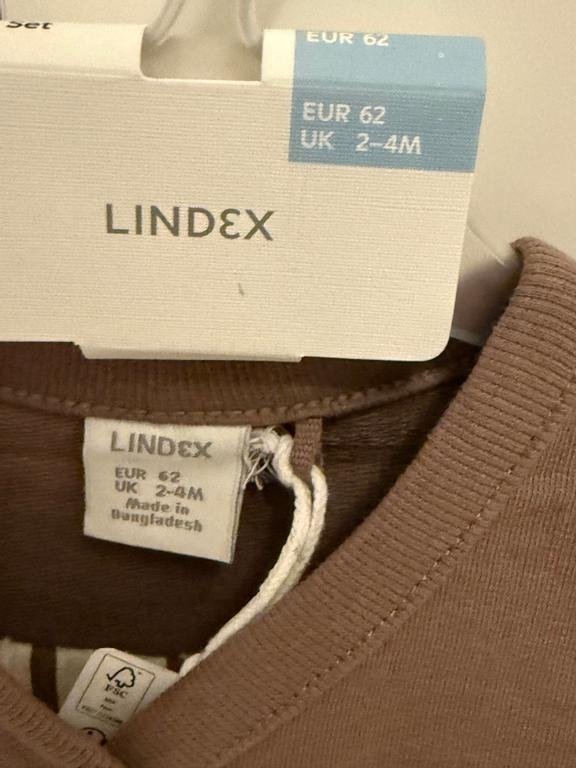 Set
EUR 62
EUR 62
UK 2-4M
LINDEX
LINDEX
EUR 62
UK 2-4M
Made in
Bangladesh
FSC